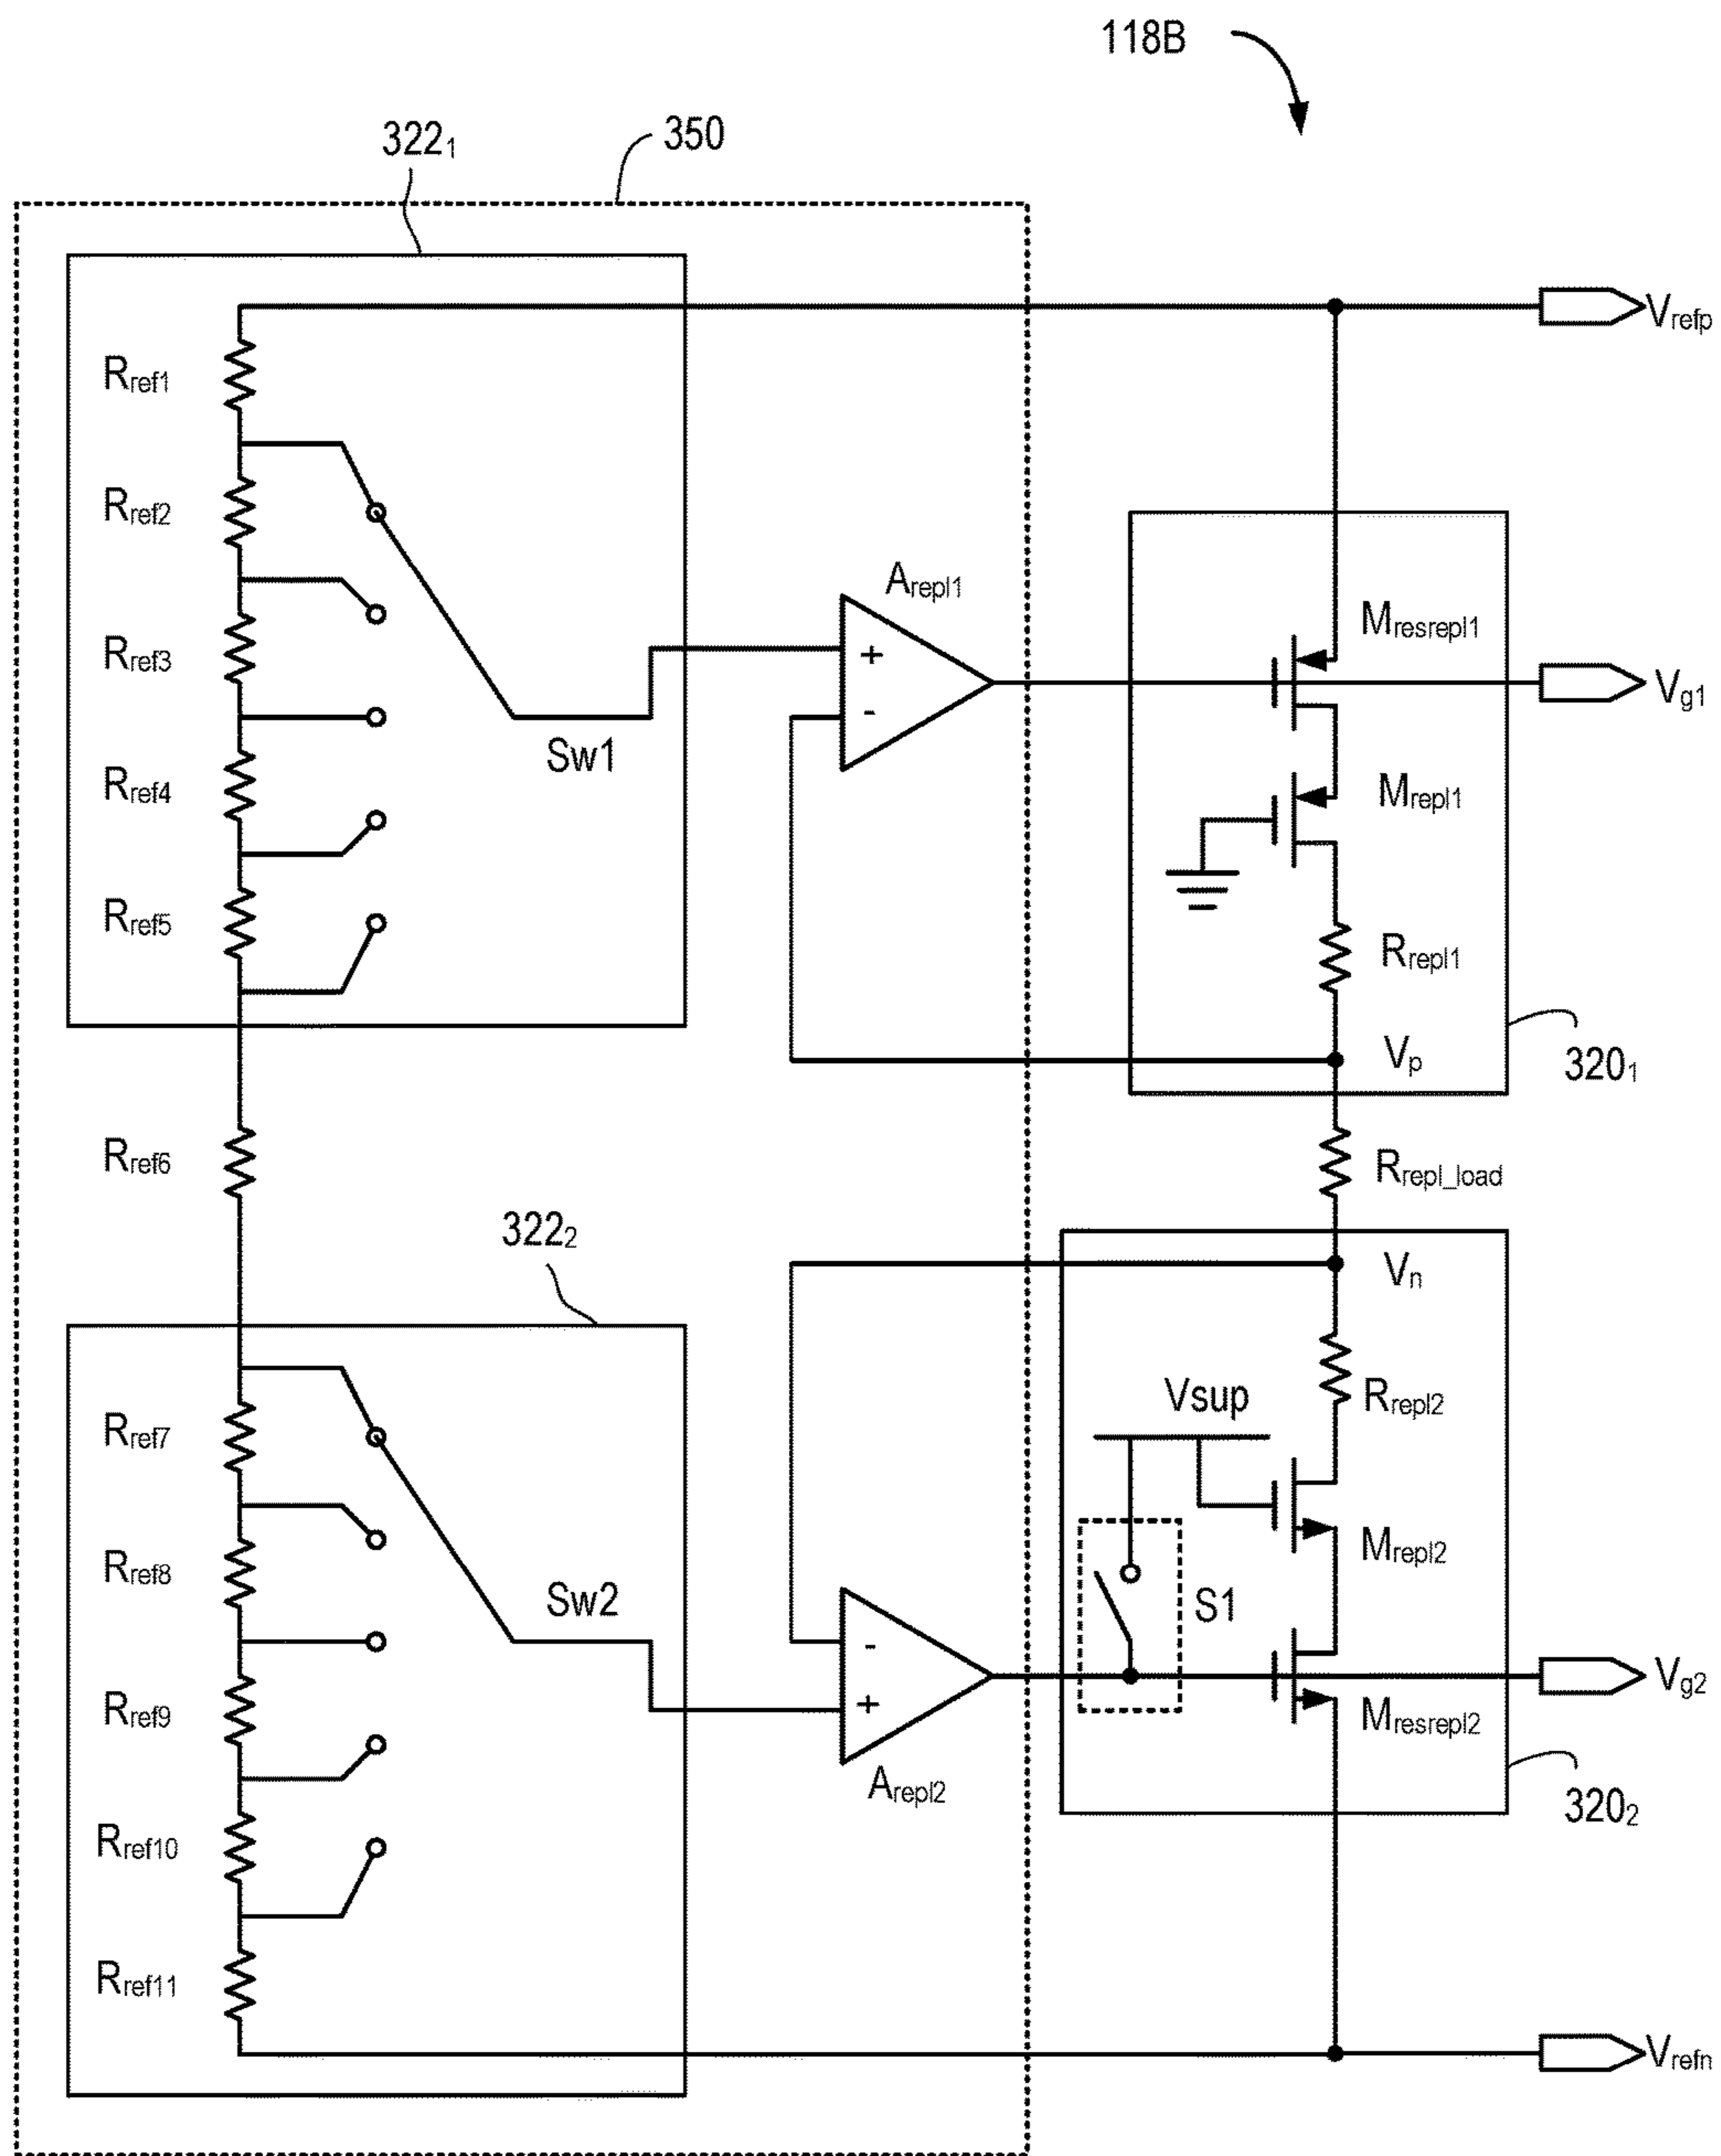 118B
322₁
350
Rref1
Rref2
Rref3
Rref4
Rref5
Sw1
Arepl1
+
-
Vrefp
Mresrepl1
Vg1
Mrepl1
Rrepl1
Vp
320₁
Rref6
Rrepl_load
322₂
Vn
Rref7
Rref8
Rref9
Rref10
Rref11
Sw2
-
+
Arepl2
Vsup
Rrepl2
Mrepl2
S1
Vg2
Mresrepl2
320₂
Vrefn